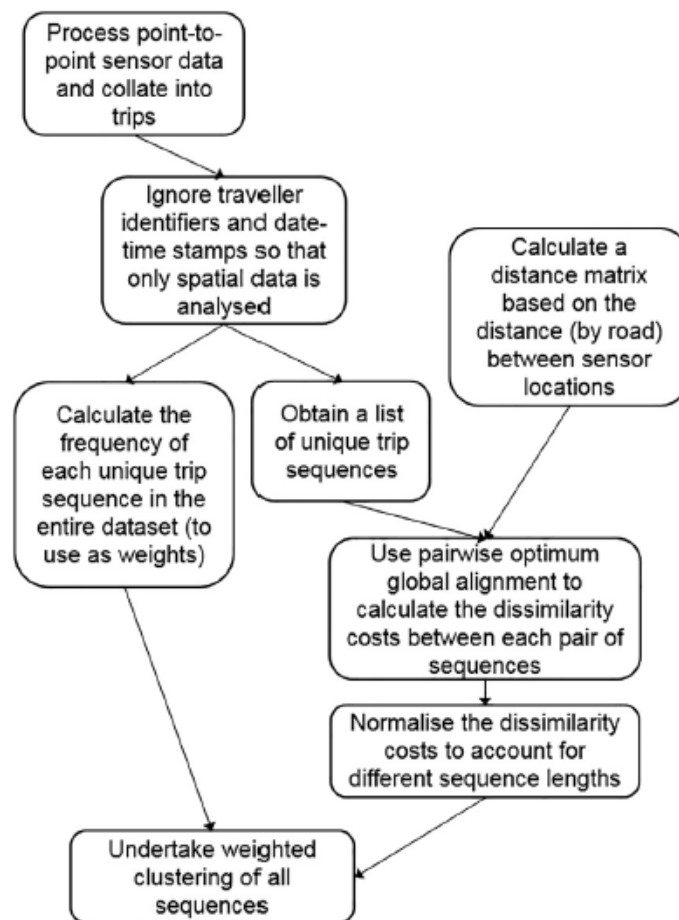 Process point-to-
point sensor data
and collate into
trips
Ignore traveller
identifiers and date-
time stamps so that
only spatial data is
analysed
Calculate a
distance matrix
based on the
distance (by road)
between sensor
locations
Calculate the
frequency of
each unique trip
sequence in the
entire dataset (to
use as weights)
Obtain a list
of unique trip
sequences
Use pairwise optimum
global alignment to
calculate the dissimilarity
costs between each pair of
sequences
Normalise the dissimilarity
costs to account for
different sequence lengths
Undertake weighted
clustering of all
sequences